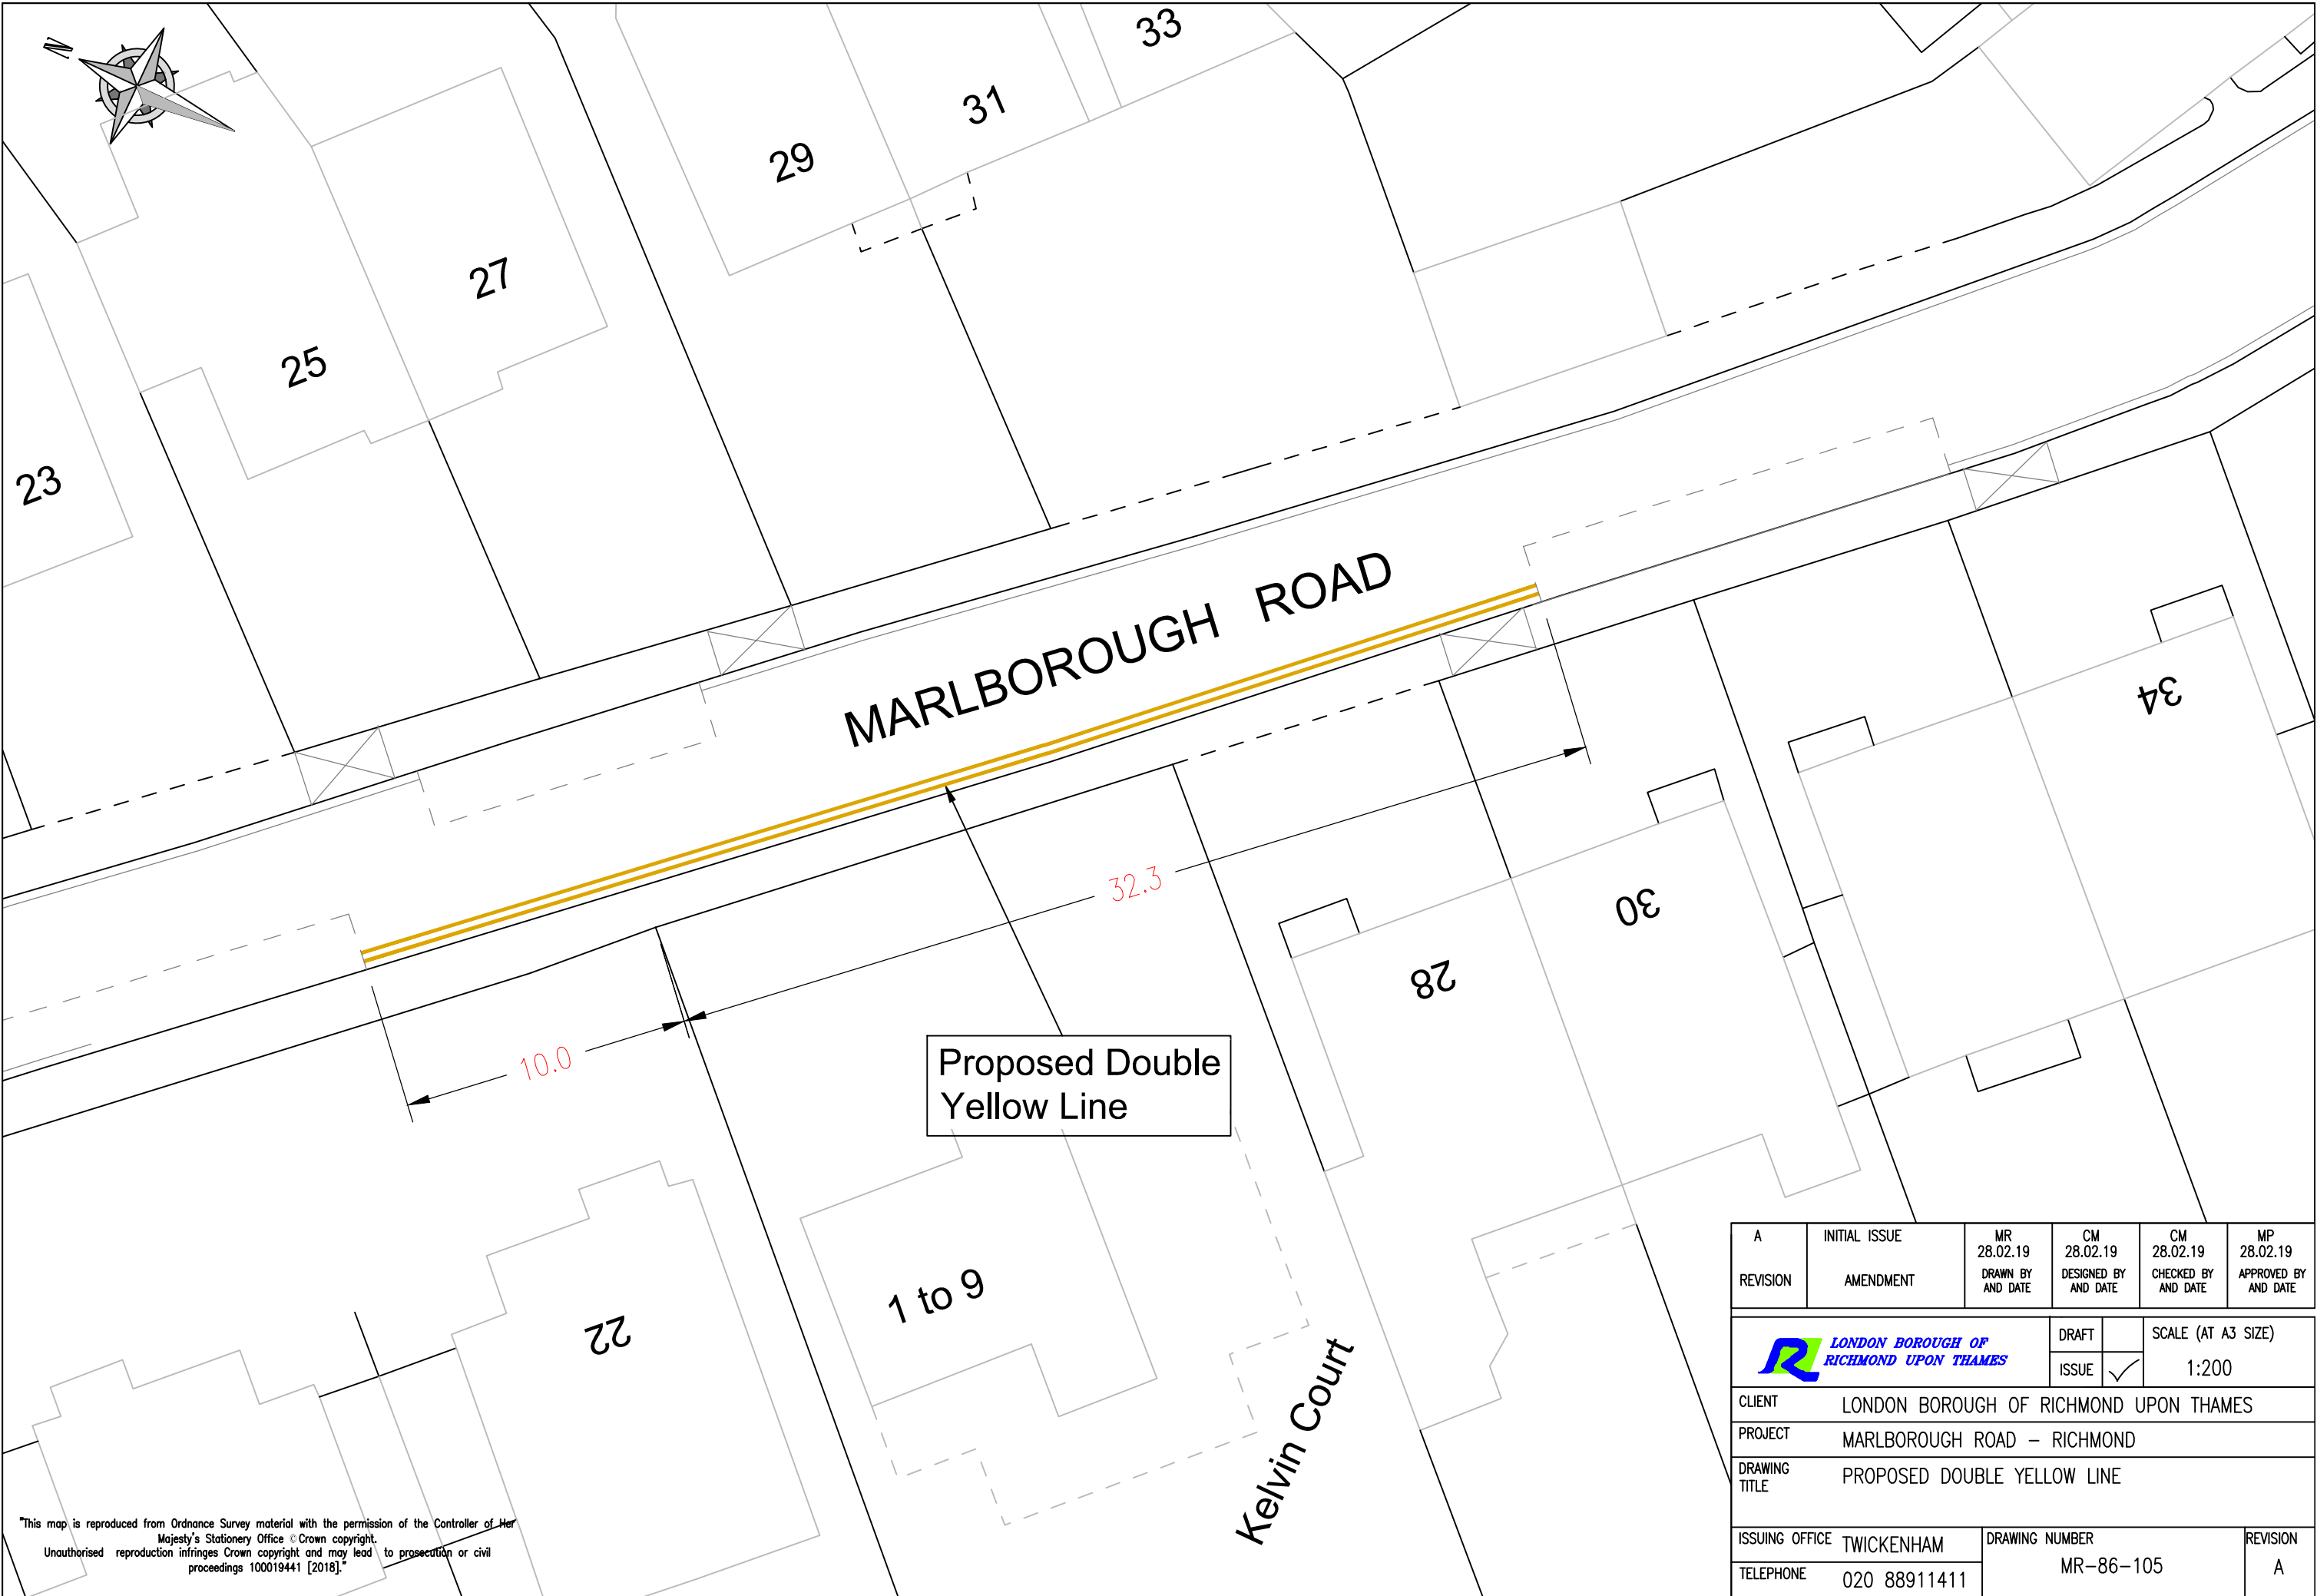 N
33
31
29
27
25
23
MARLBOROUGH ROAD
34
32.3
30
28
10.0
Proposed Double
Yellow Line
1 to 9
22
Kelvin Court
"This map is reproduced from Ordnance Survey material with the permission of the Controller of Her
Majesty's Stationery Office © Crown copyright.
Unauthorised reproduction infringes Crown copyright and may lead to prosecution or civil
proceedings 100019441 [2018]."
A INITIAL ISSUE MR CM CM MP
28.02.19 28.02.19 28.02.19 28.02.19
REVISION AMENDMENT DRAWN BY DESIGNED BY CHECKED BY APPROVED BY
AND DATE AND DATE AND DATE AND DATE
LONDON BOROUGH OF
RICHMOND UPON THAMES
DRAFT
ISSUE
SCALE (AT A3 SIZE)
1:200
CLIENT LONDON BOROUGH OF RICHMOND UPON THAMES
PROJECT MARLBOROUGH ROAD – RICHMOND
DRAWING
TITLE
PROPOSED DOUBLE YELLOW LINE
ISSUING OFFICE TWICKENHAM
TELEPHONE 020 88911411
DRAWING NUMBER
MR-86-105
REVISION
A